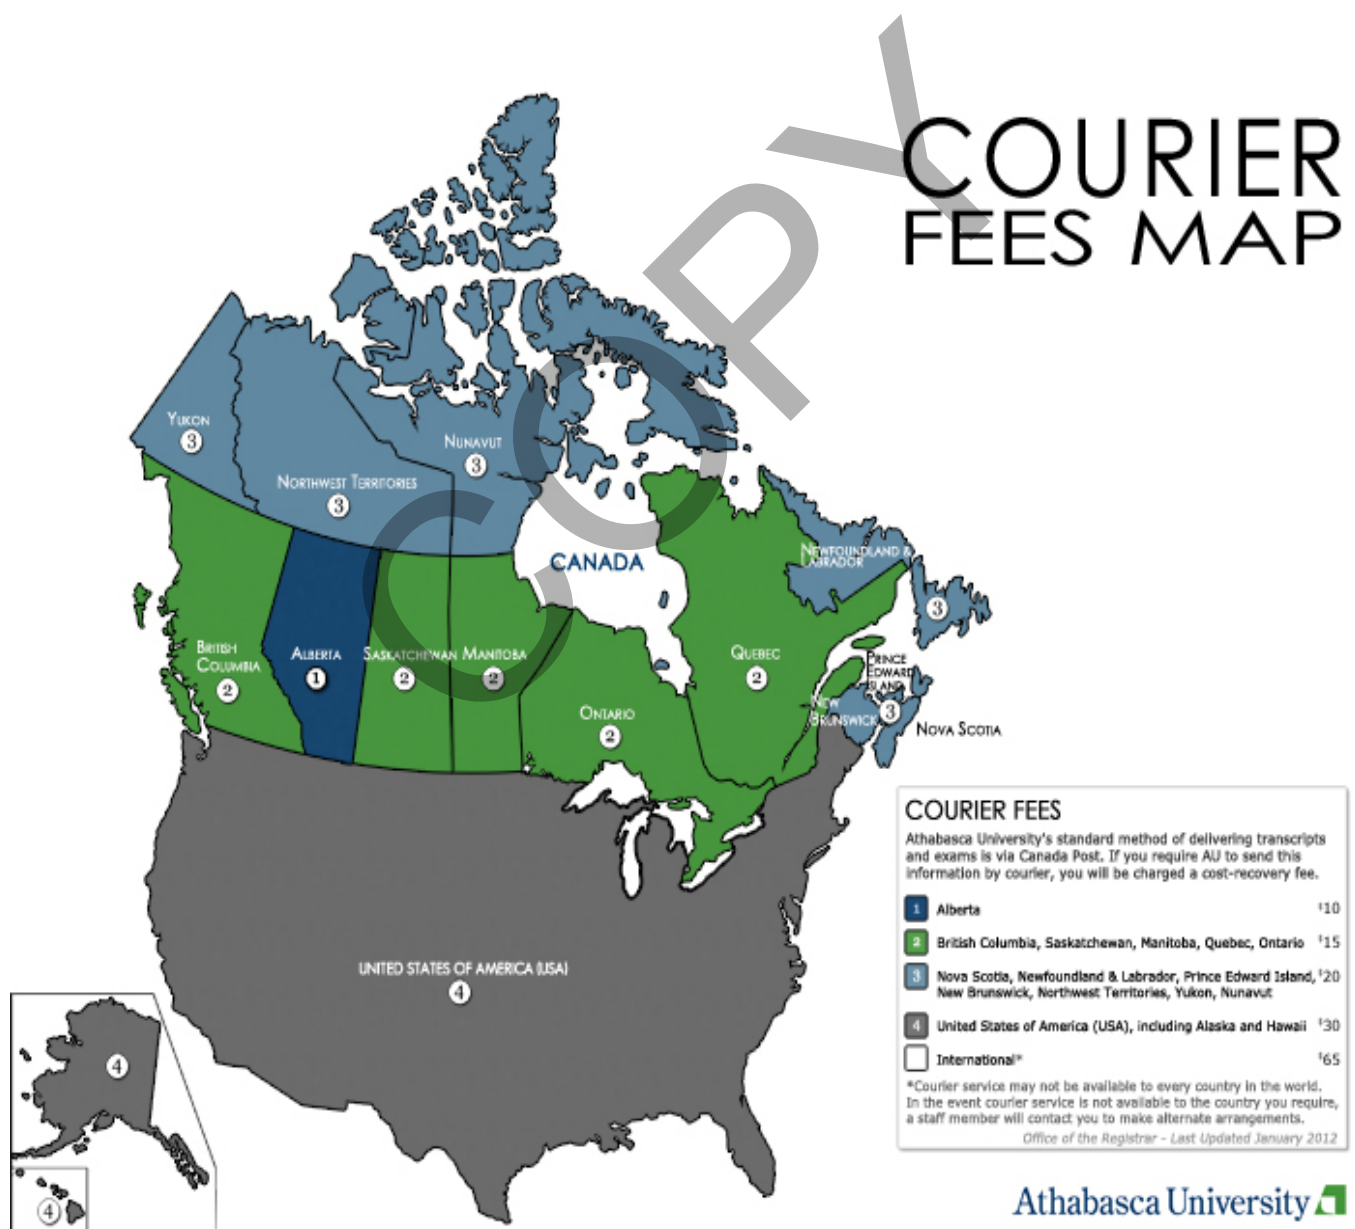 COPY
COURIER
FEES MAP
YUKON
3
NUNAVUT
3
NORTHWEST TERRITORIES
3
CANADA
NEWFOUNDLAND &
LABRADOR
3
BRITISH
COLUMBIA
2
ALBERTA
1
SASKATCHEWAN
2
MANITOBA
2
ONTARIO
2
QUEBEC
2
PRINCE
EDWARD
ISLAND
NEW
BRUNSWICK
3
NOVA SCOTIA
UNITED STATES OF AMERICA (USA)
4
4
4
COURIER FEES
Athabasca University's standard method of delivering transcripts
and exams is via Canada Post. If you require AU to send this
information by courier, you will be charged a cost-recovery fee.
1 Alberta $10
2 British Columbia, Saskatchewan, Manitoba, Quebec, Ontario $15
3 Nova Scotia, Newfoundland & Labrador, Prince Edward Island, $20
New Brunswick, Northwest Territories, Yukon, Nunavut
4 United States of America (USA), including Alaska and Hawaii $30
International* $65
*Courier service may not be available to every country in the world.
In the event courier service is not available to the country you require,
a staff member will contact you to make alternate arrangements.
Office of the Registrar - Last Updated January 2012
Athabasca University